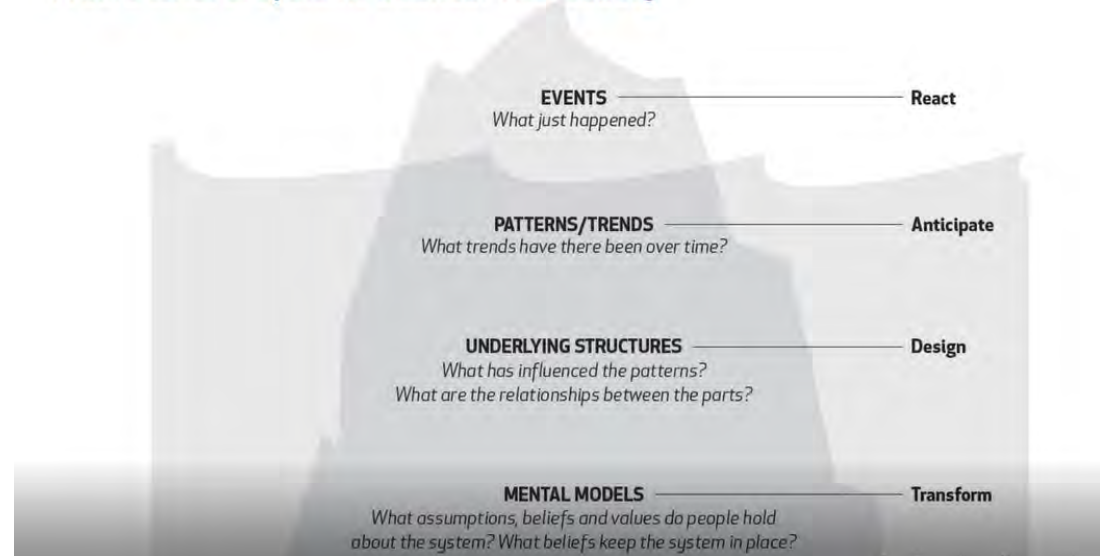 EVENTS React
What just happened?
PATTERNS/TRENDS Anticipate
What trends have there been over time?
UNDERLYING STRUCTURES Design
What has influenced the patterns?
What are the relationships between the parts?
MENTAL MODELS Transform
What assumptions, beliefs and values do people hold
about the system? What beliefs keep the system in place?